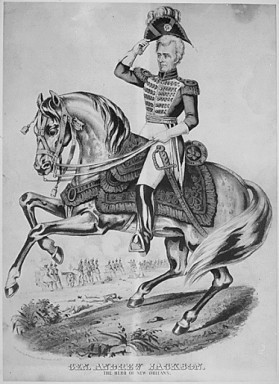 GEN. ANDREW JACKSON.
THE HERO OF NEW ORLEANS.